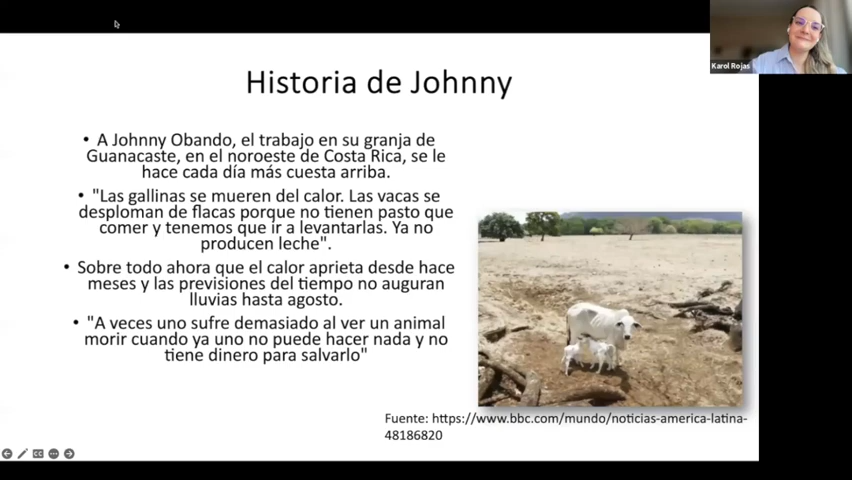 Karol Rojas
Historia de Johnny
• A Johnny Obando, el trabajo en su granja de
Guanacaste, en el noroeste de Costa Rica, se le
hace cada día más cuesta arriba.
• "Las gallinas se mueren del calor. Las vacas se
desploman de flacas porque no tienen pasto que
comer y tenemos que ir a levantarlas. Ya no
producen leche".
• Sobre todo ahora que el calor aprieta desde hace
meses y las previsiones del tiempo no auguran
lluvias hasta agosto.
• "A veces uno sufre demasiado al ver un animal
morir cuando ya uno no puede hacer nada y no
tiene dinero para salvarlo"
Fuente: https://www.bbc.com/mundo/noticias-america-latina-
48186820